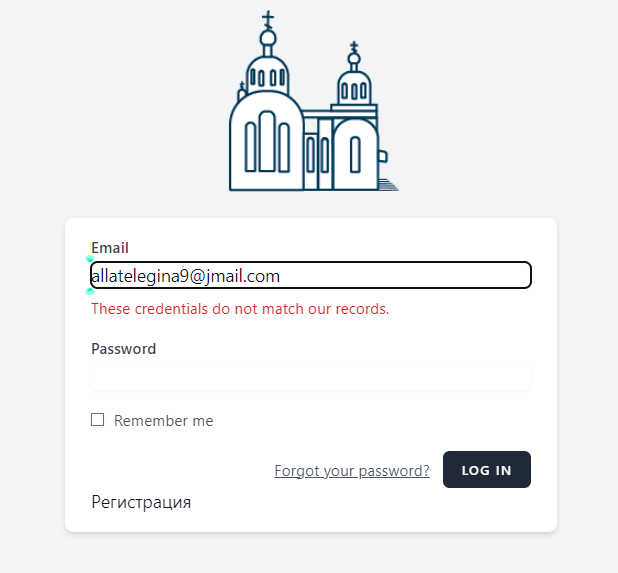 Email
allatelegina9@jmail.com
These credentials do not match our records.
Password
Remember me
Forgot your password? LOG IN
Регистрация